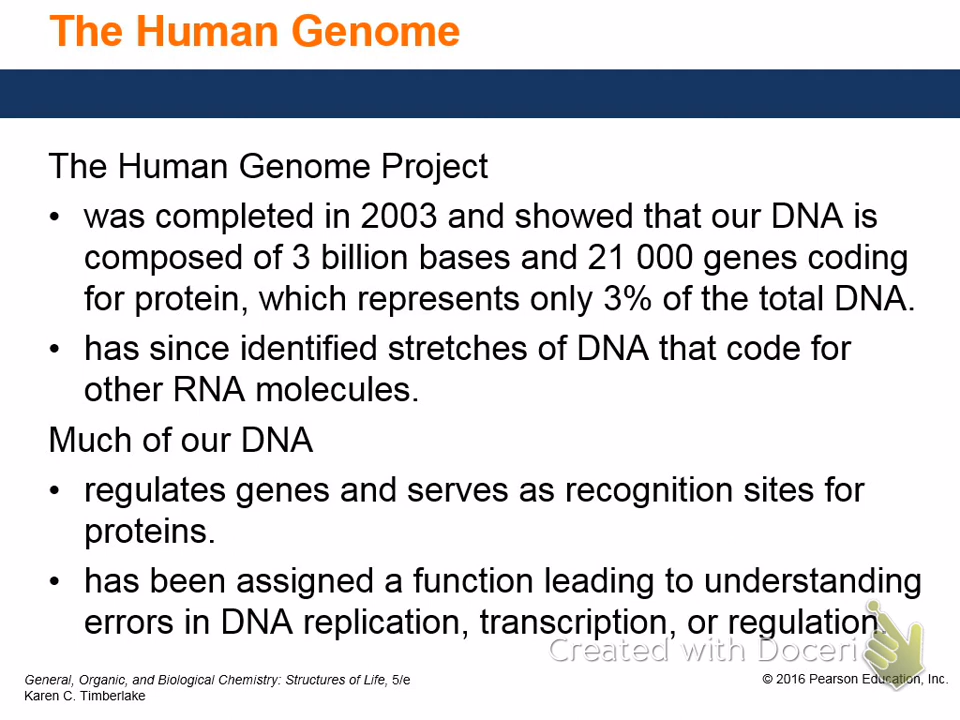 The Human Genome
The Human Genome Project
• was completed in 2003 and showed that our DNA is
composed of 3 billion bases and 21 000 genes coding
for protein, which represents only 3% of the total DNA.
• has since identified stretches of DNA that code for
other RNA molecules.
Much of our DNA
• regulates genes and serves as recognition sites for
proteins.
• has been assigned a function leading to understanding
errors in DNA replication, transcription, or regulation.
Created with Doceri
General, Organic, and Biological Chemistry: Structures of Life, 5/e
Karen C. Timberlake
© 2016 Pearson Education, Inc.